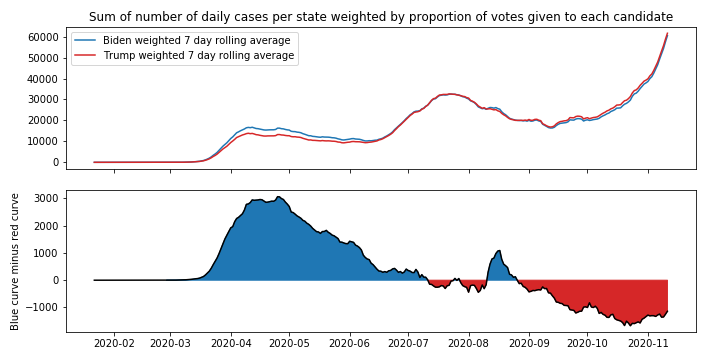 Sum of number of daily cases per state weighted by proportion of votes given to each candidate
60000
50000
40000
30000
20000
10000
0
Biden weighted 7 day rolling average
Trump weighted 7 day rolling average
Blue curve minus red curve
3000
2000
1000
0
−1000
2020-02 2020-03 2020-04 2020-05 2020-06 2020-07 2020-08 2020-09 2020-10 2020-11